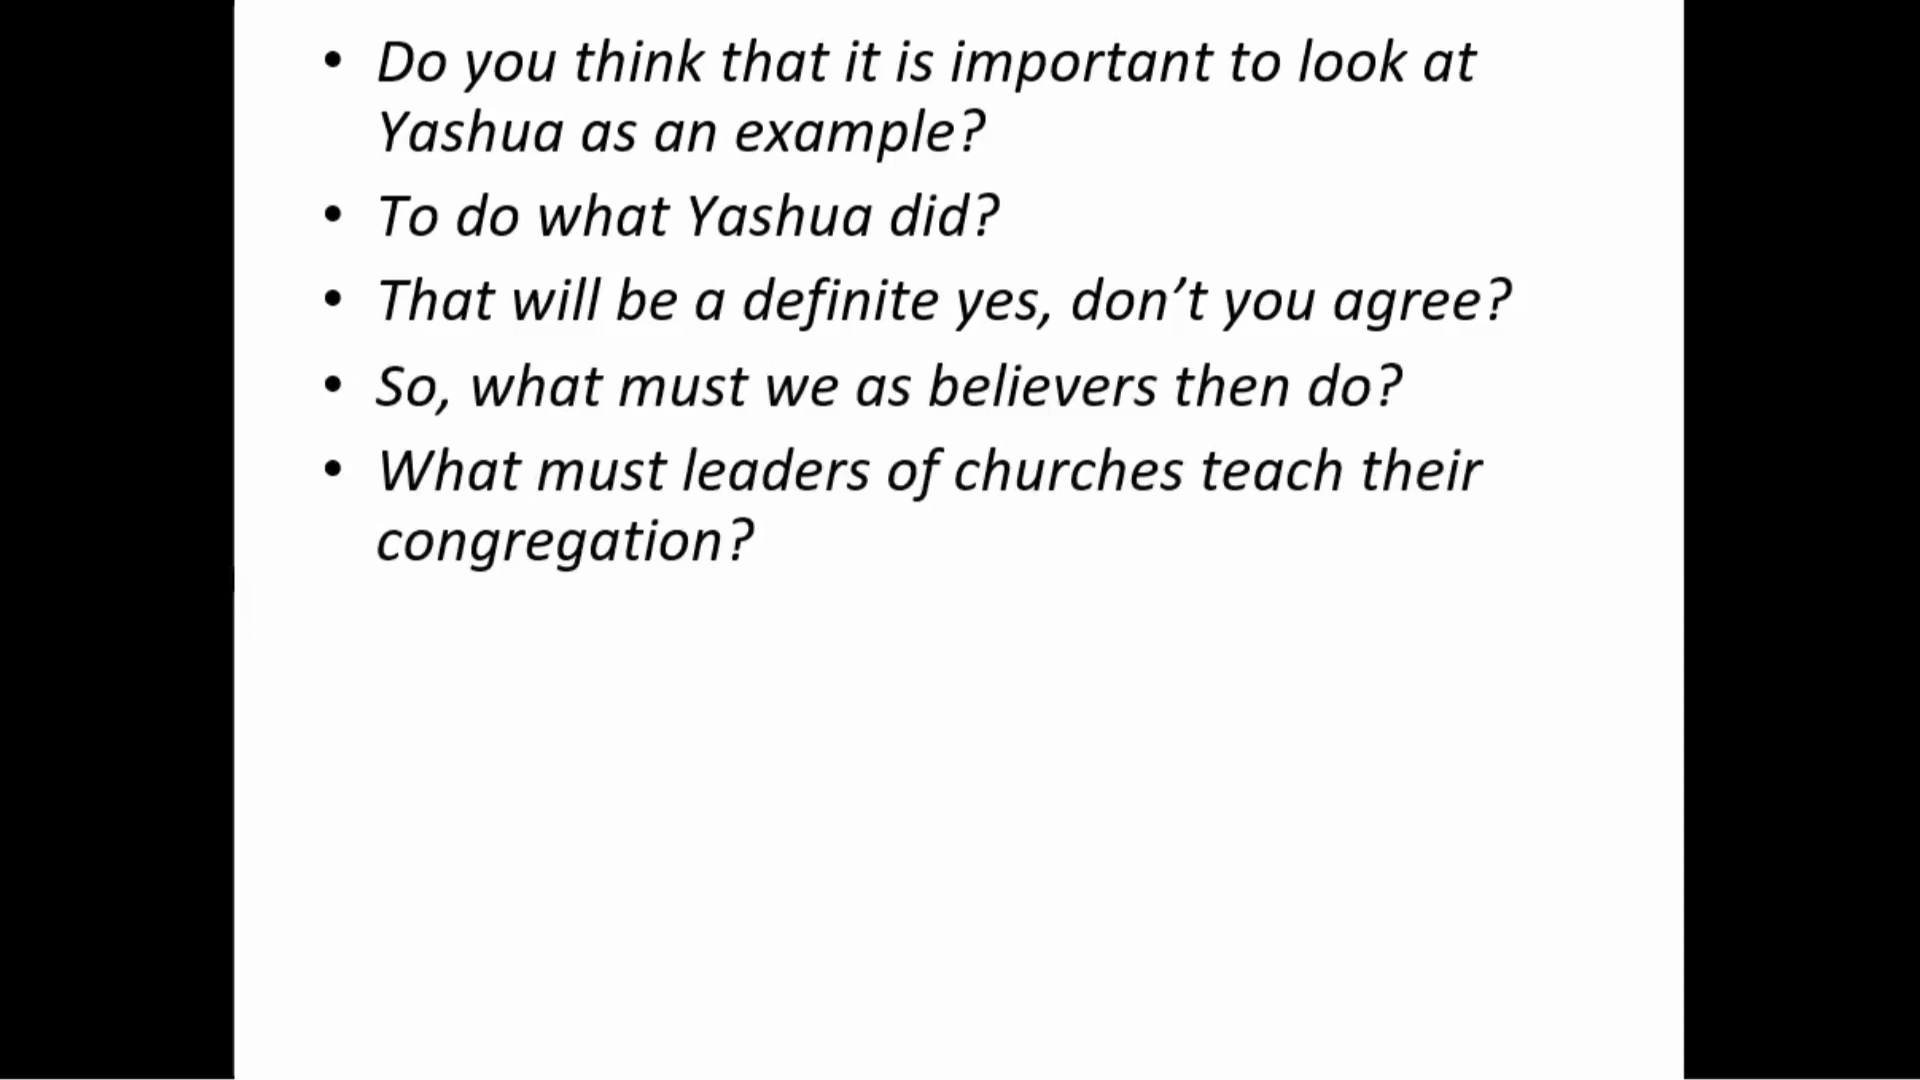 • Do you think that it is important to look at
Yashua as an example?
• To do what Yashua did?
• That will be a definite yes, don’t you agree?
• So, what must we as believers then do?
• What must leaders of churches teach their
congregation?